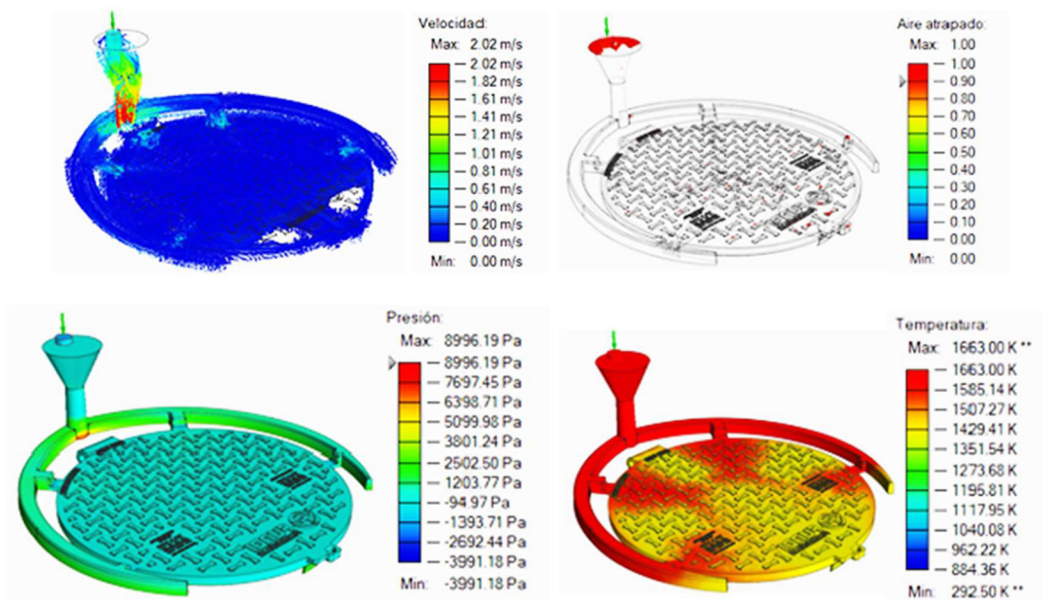 Velocidad:
Max: 2.02 m/s
2.02 m/s
1.82 m/s
1.61 m/s
1.41 m/s
1.21 m/s
1.01 m/s
0.81 m/s
0.61 m/s
0.40 m/s
0.20 m/s
0.00 m/s
Min: 0.00 m/s
Aire atrapado:
Max: 1.00
1.00
0.90
0.80
0.70
0.60
0.50
0.40
0.30
0.20
0.10
0.00
Min: 0.00
Presión:
Max: 8996.19 Pa
8996.19 Pa
7697.45 Pa
6398.71 Pa
5099.98 Pa
3801.24 Pa
2502.50 Pa
1203.77 Pa
-94.97 Pa
-1393.71 Pa
-2692.44 Pa
-3991.18 Pa
Min: -3991.18 Pa
Temperatura:
Max: 1663.00 K **
1663.00 K
1585.14 K
1507.27 K
1429.41 K
1351.54 K
1273.68 K
1195.81 K
1117.95 K
1040.08 K
962.22 K
884.36 K
Min: 292.50 K **